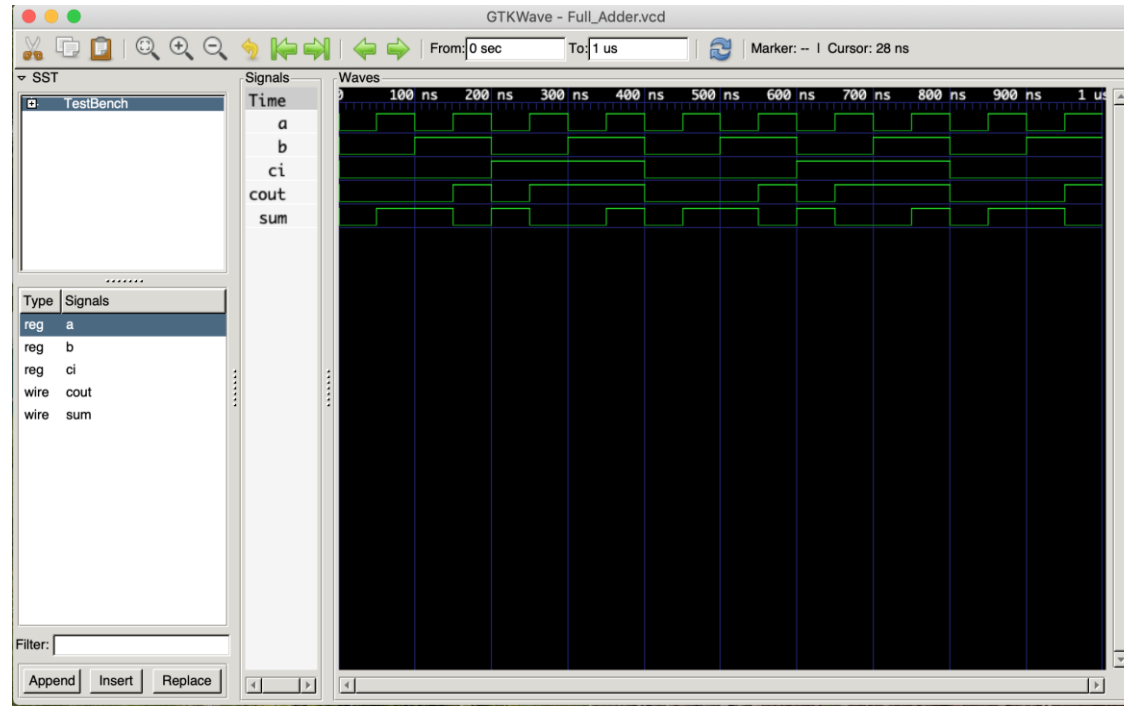 GTKWave - Full_Adder.vcd
From: 0 sec To: 1 us Marker: -- | Cursor: 28 ns
SST
TestBench
Type Signals
reg a
reg b
reg ci
wire cout
wire sum
Filter:
Append Insert Replace
Signals
Time
a
b
ci
cout
sum
Waves
100 ns 200 ns 300 ns 400 ns 500 ns 600 ns 700 ns 800 ns 900 ns 1 us